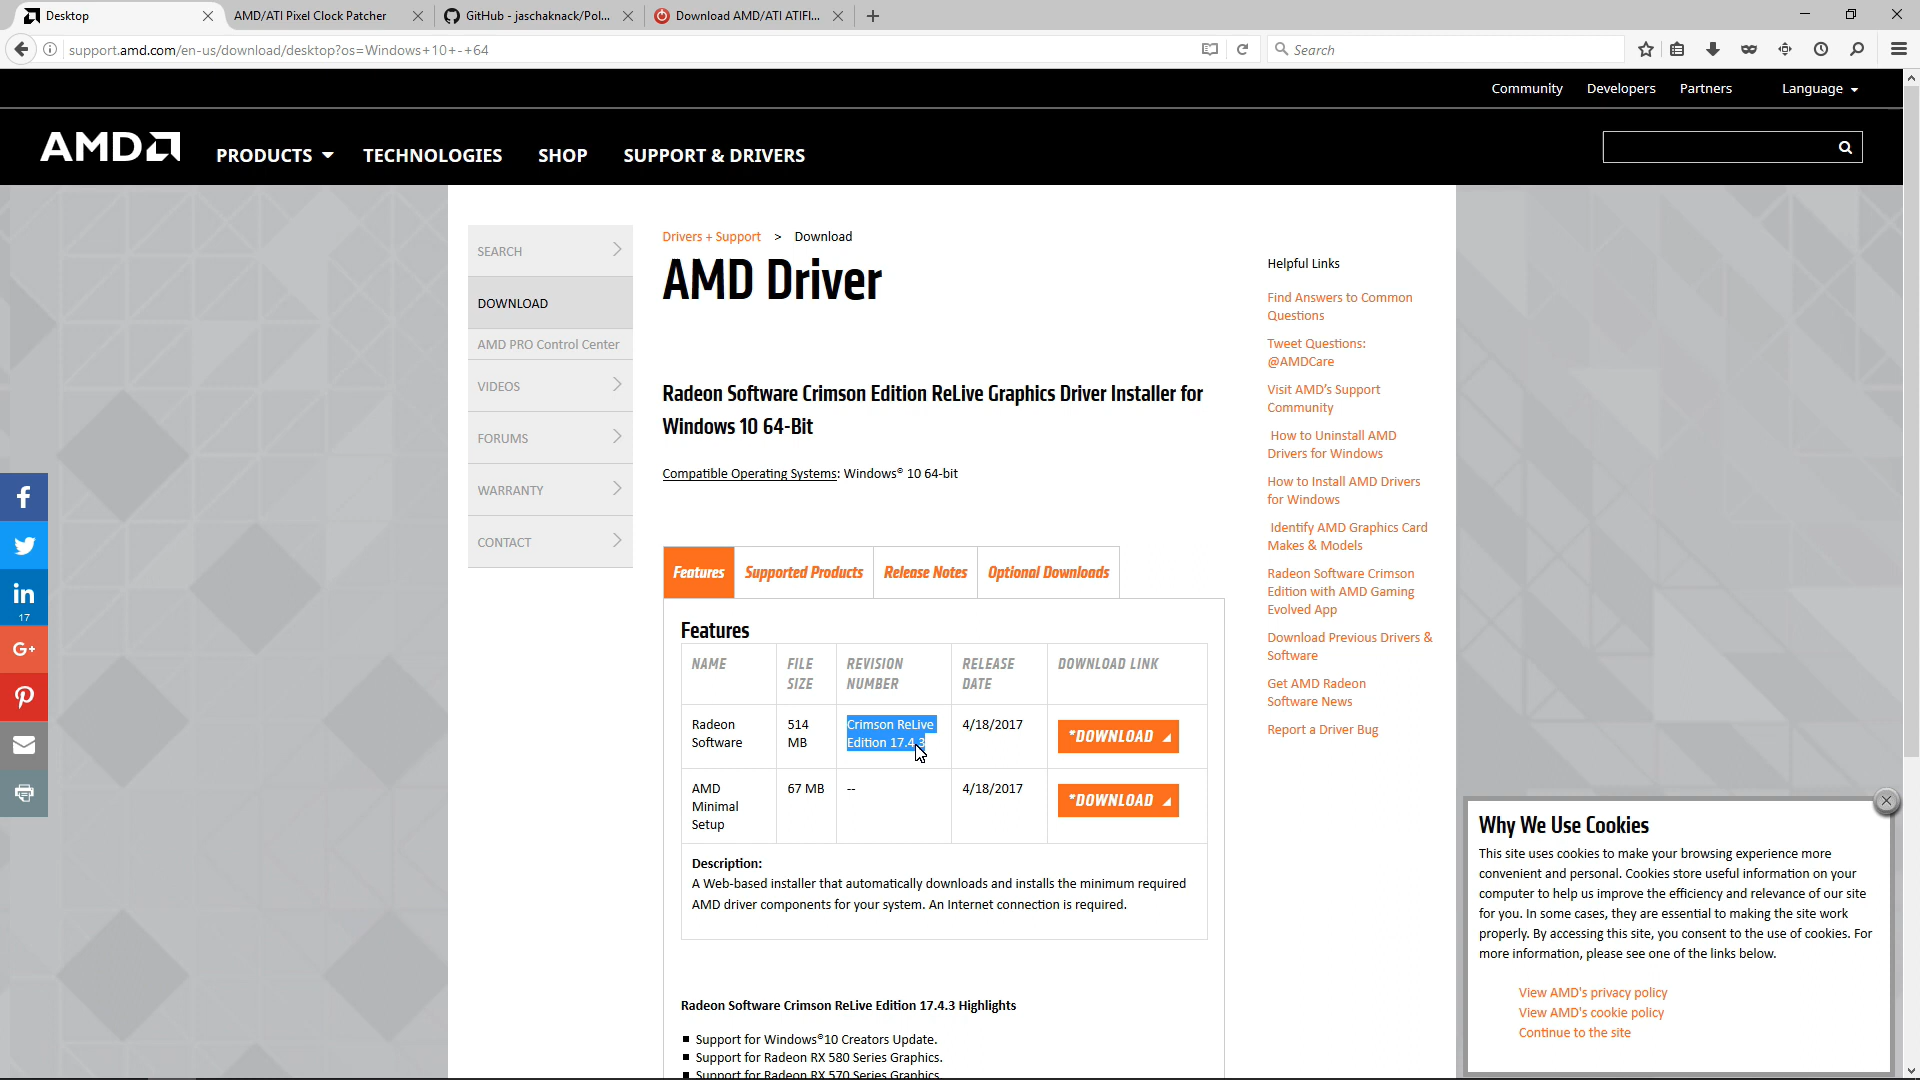 Desktop
AMD/ATI Pixel Clock Patcher
GitHub - jaschaknack/Pol...
Download AMD/ATI ATIFl...
support.amd.com/en-us/download/desktop?os=Windows+10+-+64
Search
Community
Developers
Partners
Language
AMD
PRODUCTS
TECHNOLOGIES
SHOP
SUPPORT & DRIVERS
SEARCH
DOWNLOAD
AMD PRO Control Center
VIDEOS
FORUMS
WARRANTY
CONTACT
f
in
17
G+
Drivers + Support > Download
AMD Driver
Radeon Software Crimson Edition ReLive Graphics Driver Installer for
Windows 10 64-Bit
Compatible Operating Systems: Windows® 10 64-bit
Features
Supported Products
Release Notes
Optional Downloads
Features
NAME
FILE
SIZE
REVISION
NUMBER
RELEASE
DATE
DOWNLOAD LINK
Radeon
Software
514
MB
Crimson ReLive
Edition 17.4.3
4/18/2017
*DOWNLOAD
AMD
Minimal
Setup
67 MB
--
4/18/2017
*DOWNLOAD
Description:
A Web-based installer that automatically downloads and installs the minimum required
AMD driver components for your system. An Internet connection is required.
Radeon Software Crimson ReLive Edition 17.4.3 Highlights
Support for Windows®10 Creators Update.
Support for Radeon RX 580 Series Graphics.
Support for Radeon RX 570 Series Graphics.
Helpful Links
Find Answers to Common
Questions
Tweet Questions:
@AMDCare
Visit AMD's Support
Community
How to Uninstall AMD
Drivers for Windows
How to Install AMD Drivers
for Windows
Identify AMD Graphics Card
Makes & Models
Radeon Software Crimson
Edition with AMD Gaming
Evolved App
Download Previous Drivers &
Software
Get AMD Radeon
Software News
Report a Driver Bug
Why We Use Cookies
This site uses cookies to make your browsing experience more
convenient and personal. Cookies store useful information on your
computer to help us improve the efficiency and relevance of our site
for you. In some cases, they are essential to making the site work
properly. By accessing this site, you consent to the use of cookies. For
more information, please see one of the links below.
View AMD's privacy policy
View AMD's cookie policy
Continue to the site